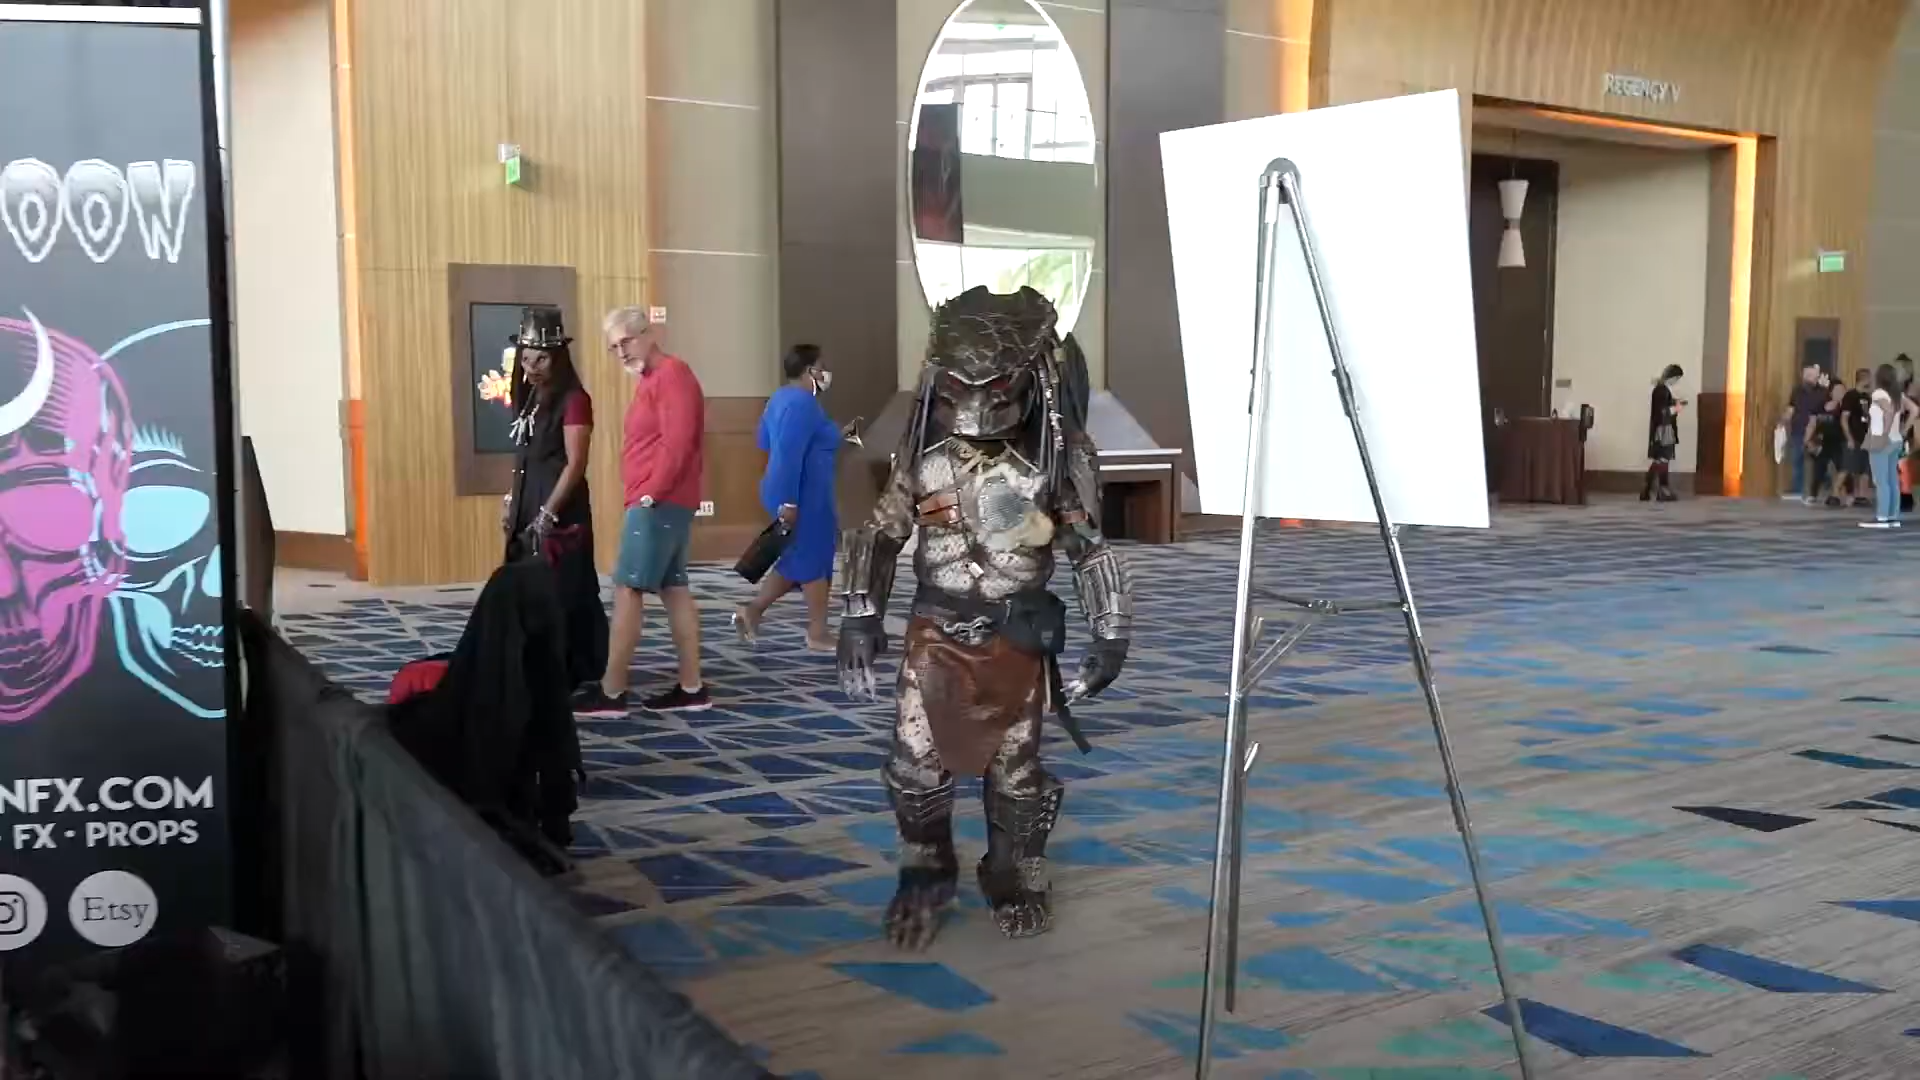 OON
NFX.COM
· FX · PROPS
Etsy
REGENCY V